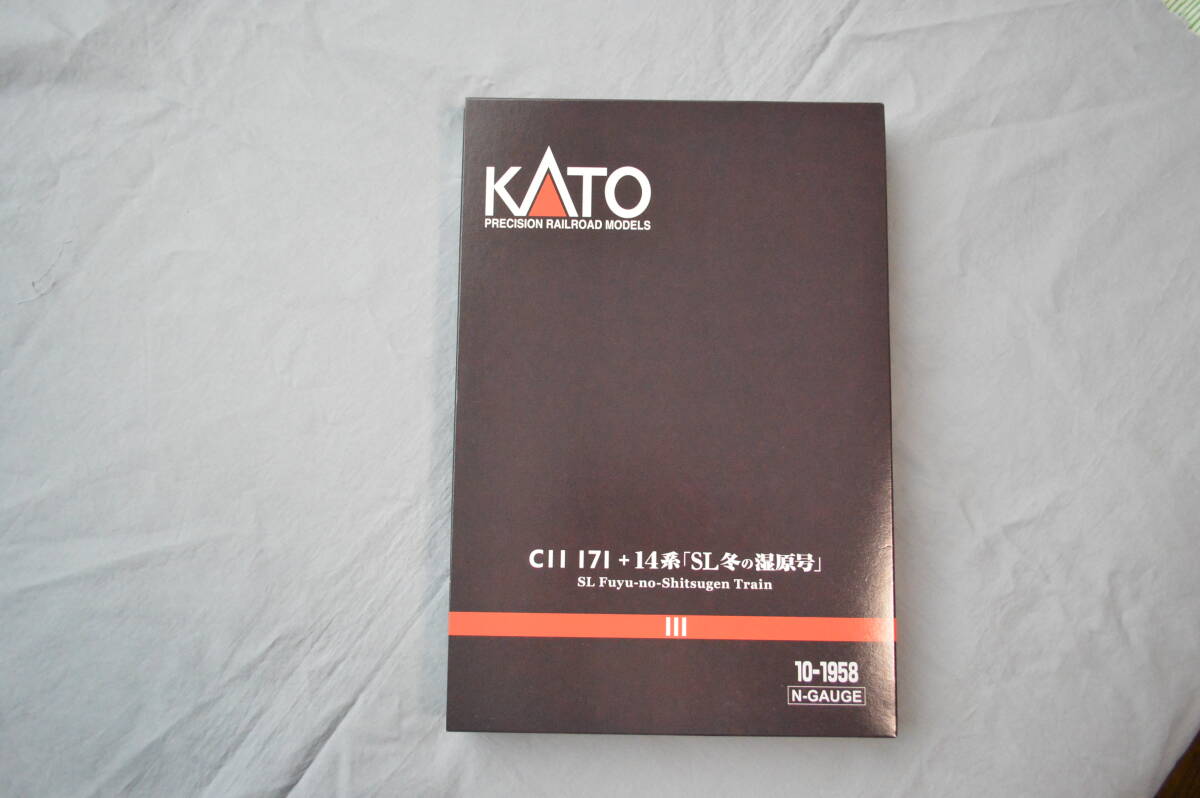 KATO
PRECISION RAILROAD MODELS
C11 171 + 14系「SL冬の湿原号」
SL Fuyu-no-Shitsugen Train
10-1958
N-GAUGE